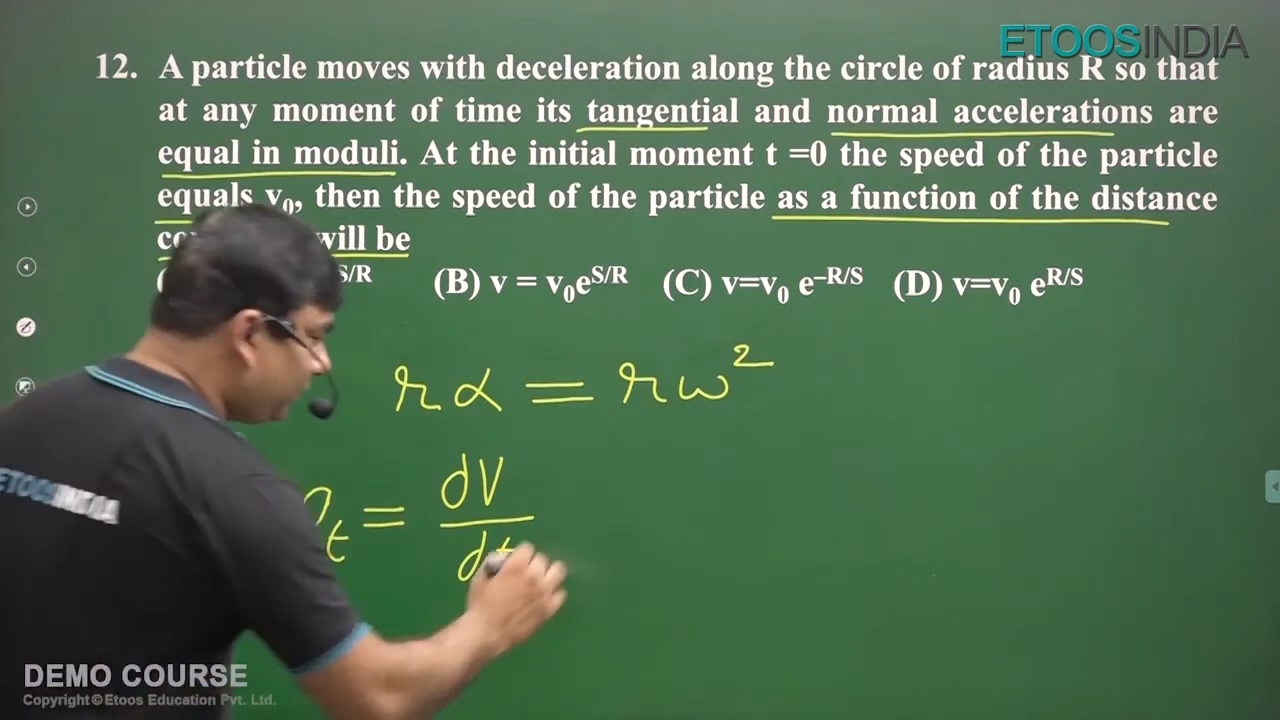 ETOOSINDIA
12. A particle moves with deceleration along the circle of radius R so that
at any moment of time its tangential and normal accelerations are
equal in moduli. At the initial moment t =0 the speed of the particle
equals v₀, then the speed of the particle as a function of the distance
will be
S/R (B) v = v₀e^S/R (C) v=v₀ e^–R/S (D) v=v₀ e^R/S
rα = rω²
t = dV
dt
ETOOSINDIA
DEMO COURSE
Copyright©Etoos Education Pvt. Ltd.